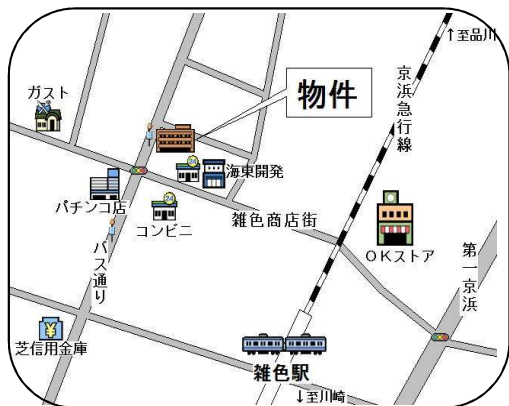 ↑至品川
ガスト
物件
京浜急行線
24
海東開発
パチンコ店
24
コンビニ
雑色商店街
OKストア
バス通り
第一京浜
¥
芝信用金庫
雑色駅
↓至川崎